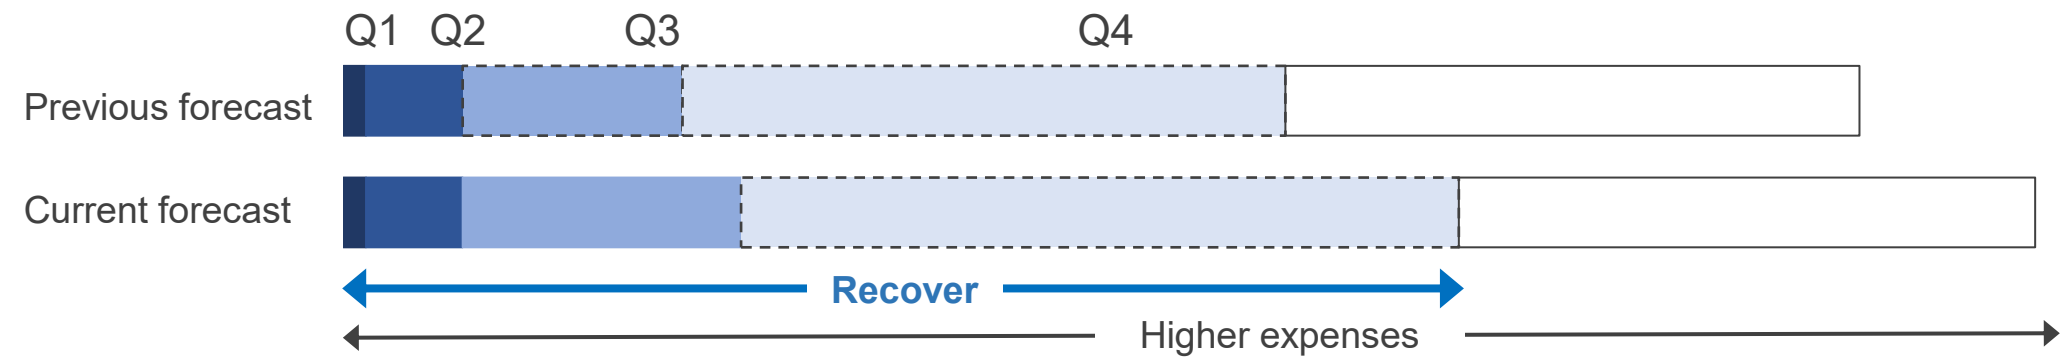 Q1 Q2 Q3 Q4
Previous forecast
Current forecast
Recover
Higher expenses